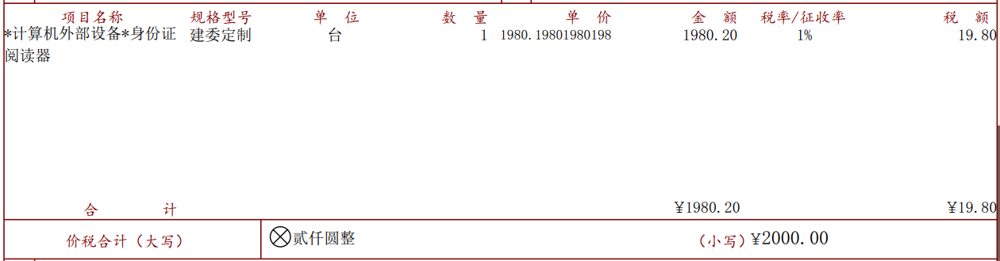 项目名称 规格型号 单 位 数 量 单 价 金 额 税率/征收率 税 额
*计算机外部设备*身份证 建委定制 台 1 1980.19801980198 1980.20 1% 19.80
阅读器
合 计 ¥1980.20 ¥19.80
价税合计（大写） ⊗贰仟圆整 （小写）¥2000.00